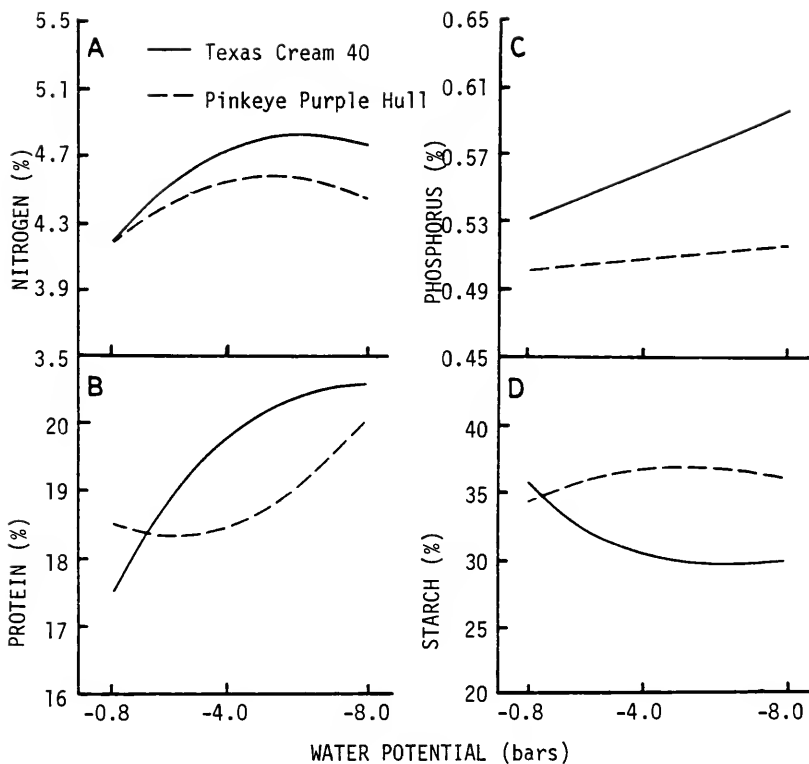 A
Texas Cream 40
Pinkeye Purple Hull
5.5
5.1
4.7
4.3
3.9
3.5
NITROGEN (%)
C
0.65
0.61
0.57
0.53
0.49
0.45
PHOSPHORUS (%)
B
20
19
18
17
16
PROTEIN (%)
-0.8 -4.0 -8.0
D
40
35
30
25
20
STARCH (%)
-0.8 -4.0 -8.0
WATER POTENTIAL (bars)